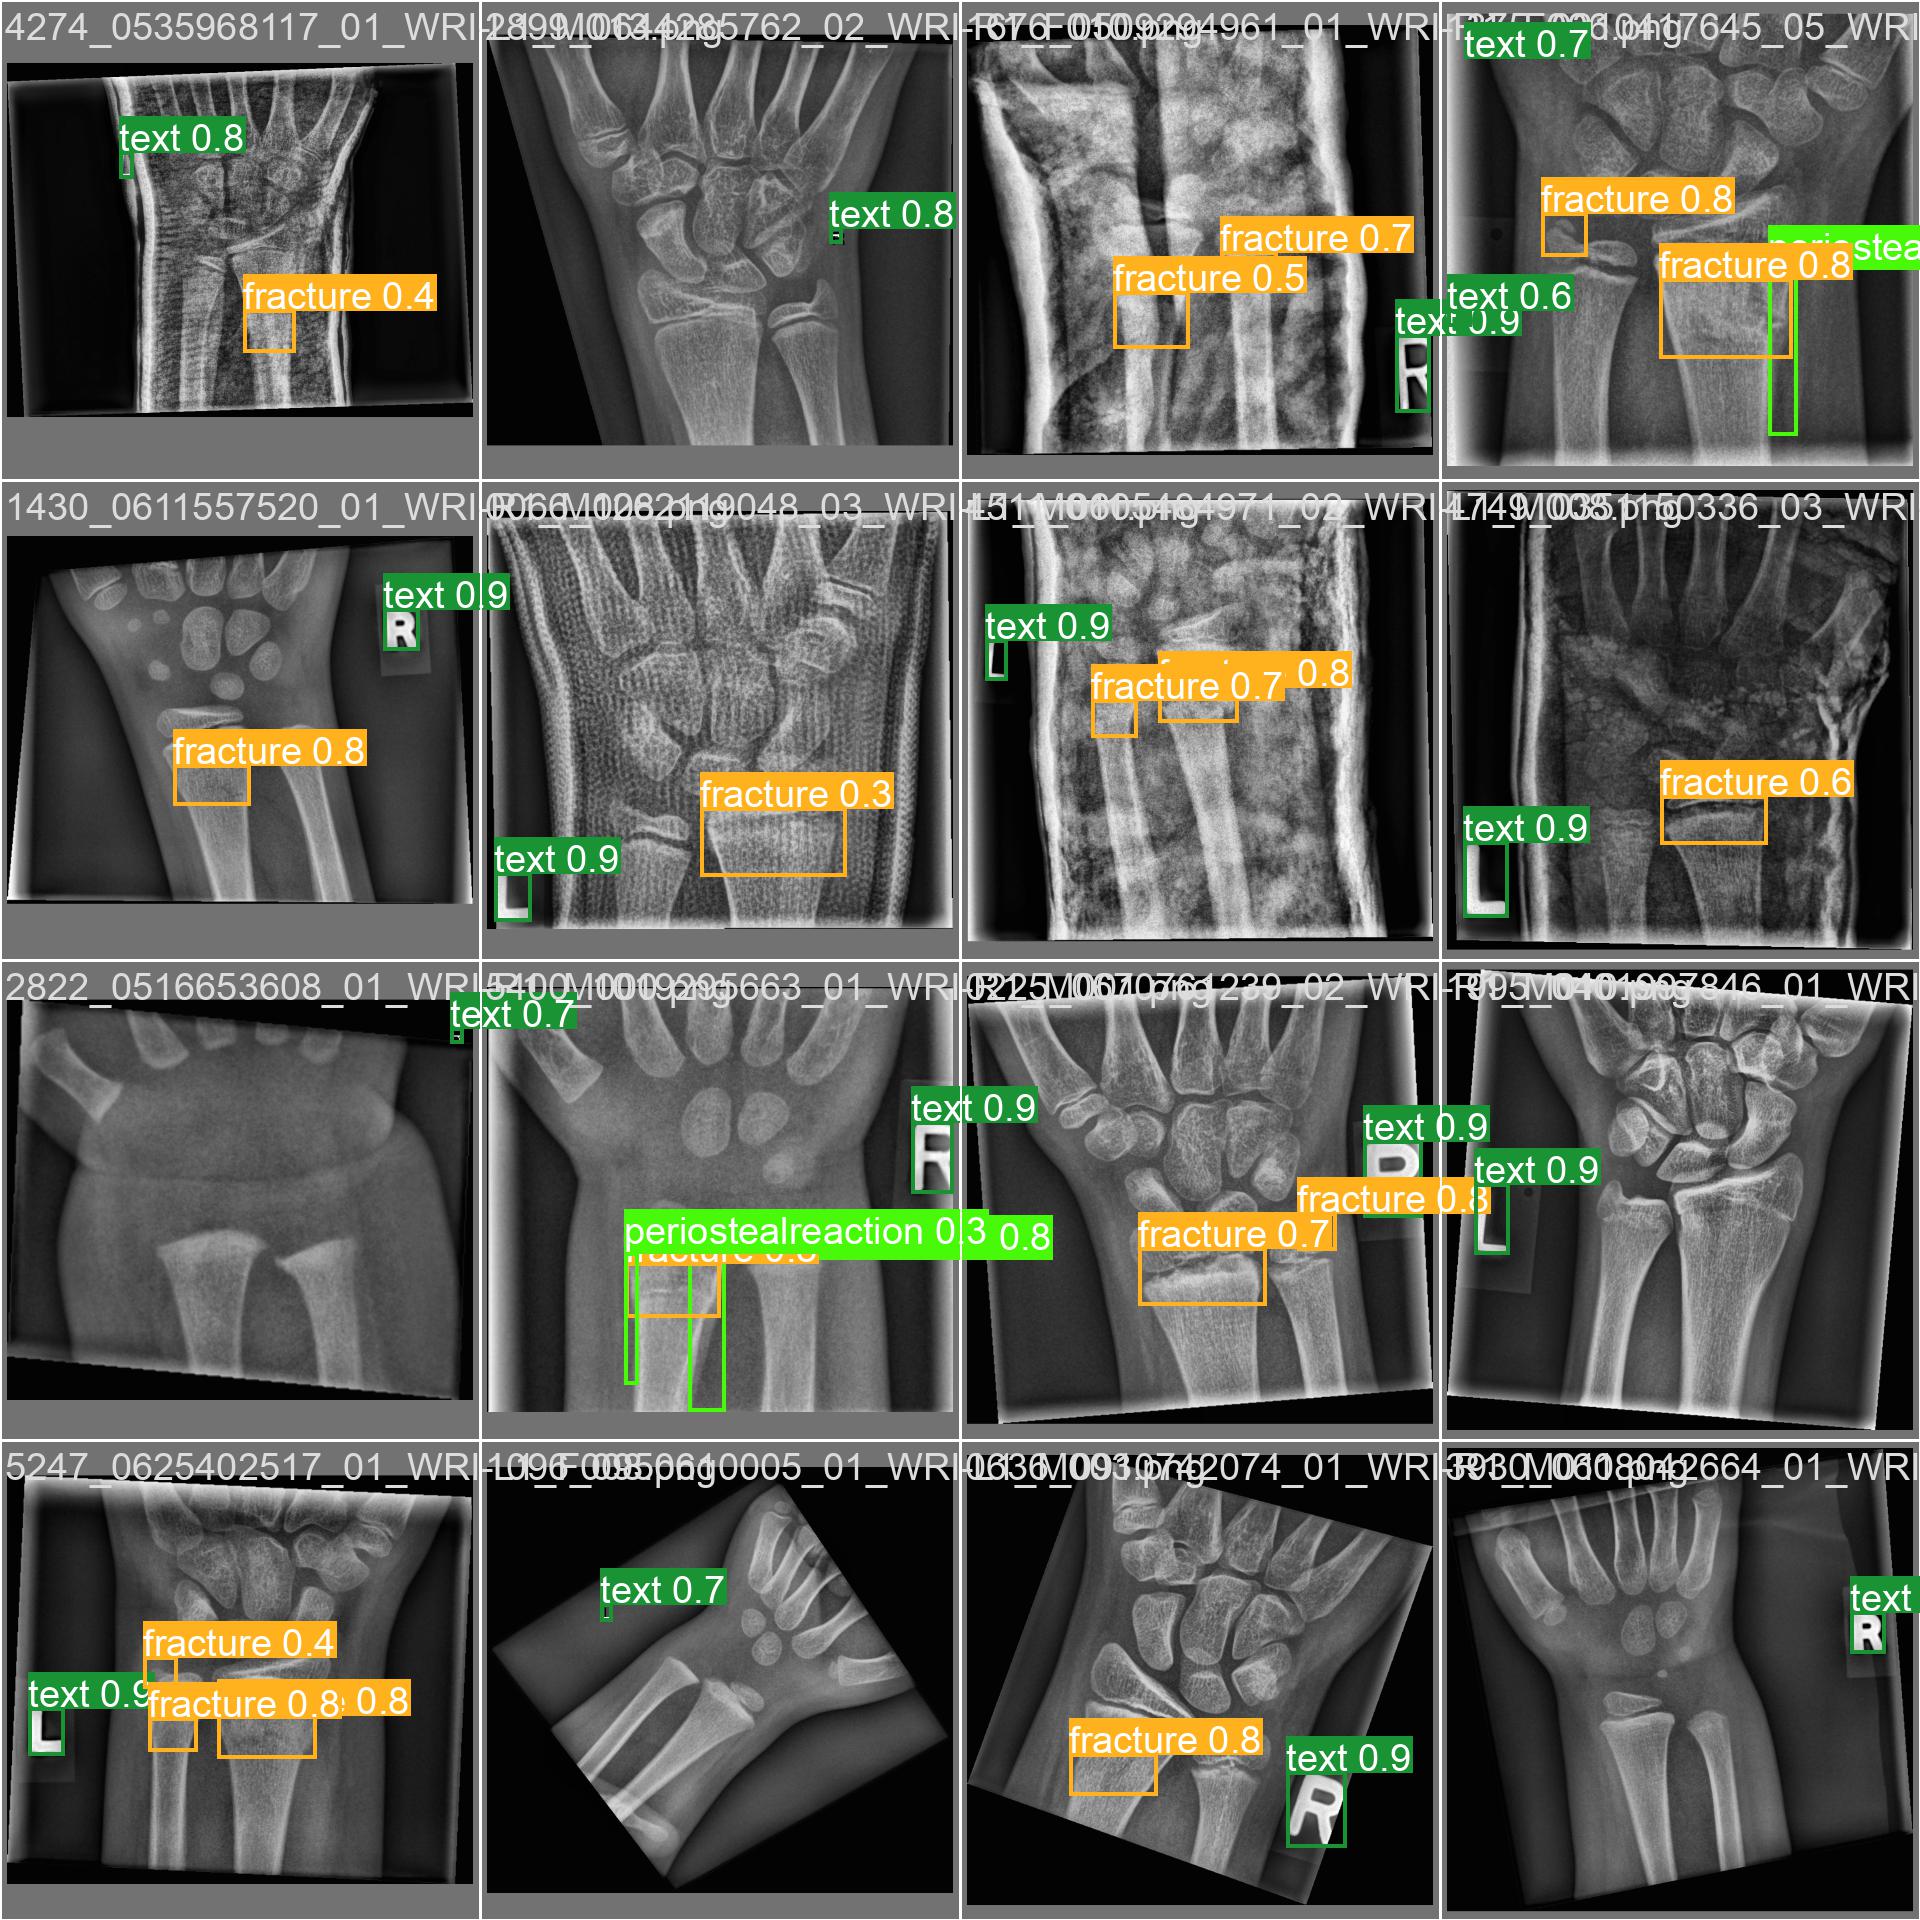 4274_0535968117_01_WRI
text 0.8
fracture 0.4
text 0.8
fracture 0.7
fracture 0.5
text 0.9
R
text 0.7
fracture 0.8
fracture 0.8
text 0.6
1430_0611557520_01_WRI
text 0.9
R
fracture 0.8
fracture 0.3
text 0.9
L
text 0.9
L
fracture 0.7
0.8
fracture 0.6
text 0.9
L
2822_0516653608_01_WRI
text 0.7
text 0.9
R
periostealreaction 0.3
0.8
text 0.9
fracture 0.8
fracture 0.7
text 0.9
L
5247_0625402517_01_WRI
fracture 0.4
text 0.9
L
fracture 0.8
0.8
text 0.7
fracture 0.8
text 0.9
R
text
R